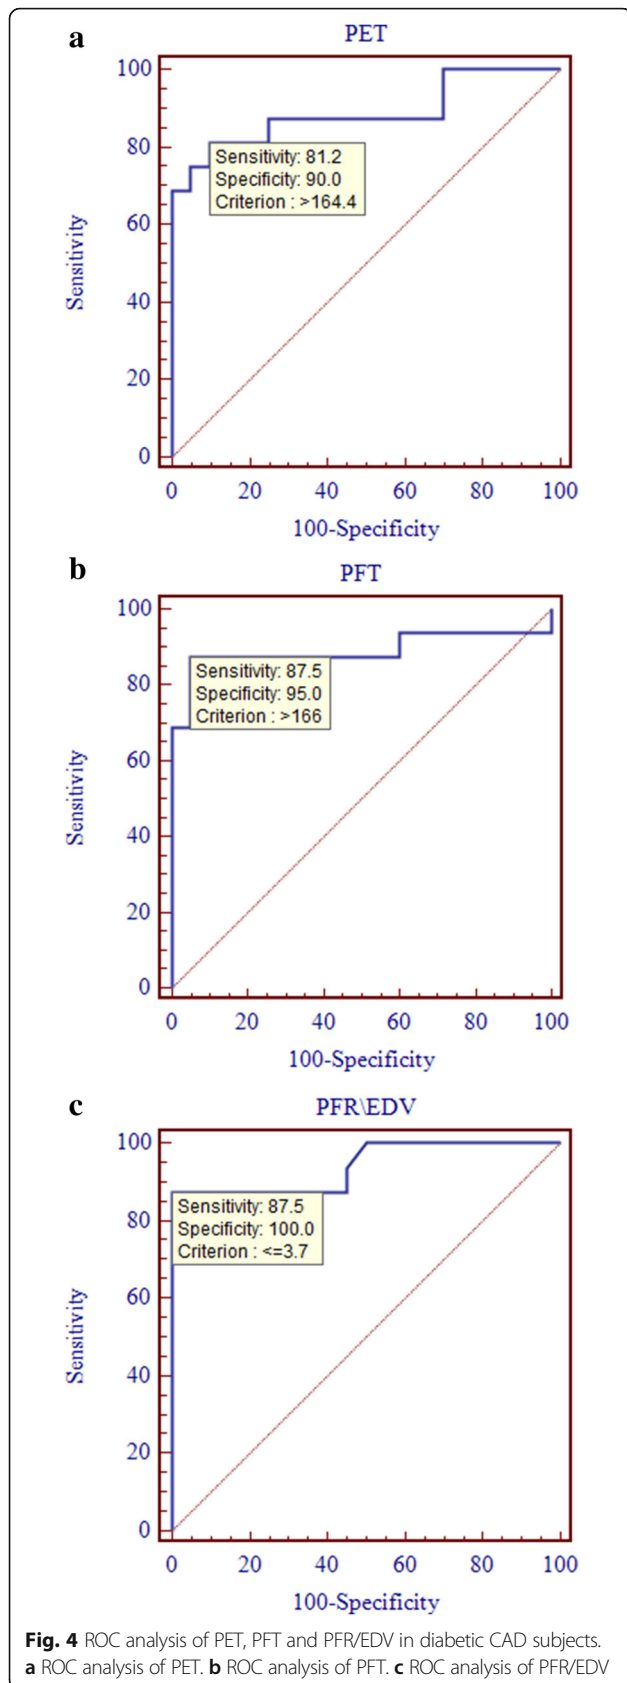 a
PET
100
80
60
40
20
0
Sensitivity
Sensitivity: 81.2
Specificity: 90.0
Criterion : >164.4
0 20 40 60 80 100
100-Specificity
b
PFT
100
80
60
40
20
0
Sensitivity
Sensitivity: 87.5
Specificity: 95.0
Criterion : >166
0 20 40 60 80 100
100-Specificity
c
PFR\EDV
100
80
60
40
20
0
Sensitivity
Sensitivity: 87.5
Specificity: 100.0
Criterion : <=3.7
0 20 40 60 80 100
100-Specificity
Fig. 4 ROC analysis of PET, PFT and PFR/EDV in diabetic CAD subjects.
a ROC analysis of PET. b ROC analysis of PFT. c ROC analysis of PFR/EDV